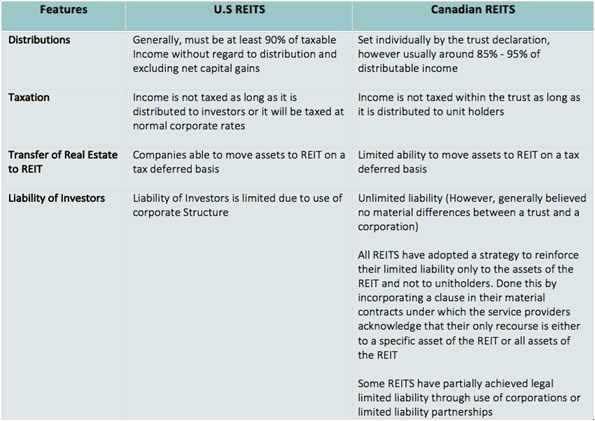 Features U.S REITS Canadian REITS
Distributions
Generally, must be at least 90% of taxable
Income without regard to distribution and
excluding net capital gains
Set individually by the trust declaration,
however usually around 85% - 95% of
distributable income
Taxation
Income is not taxed as long as it is
distributed to investors or it will be taxed at
normal corporate rates
Income is not taxed within the trust as long as
it is distributed to unit holders
Transfer of Real Estate
to REIT
Companies able to move assets to REIT on a
tax deferred basis
Limited ability to move assets to REIT on a tax
deferred basis
Liability of Investors
Liability of Investors is limited due to use of
corporate Structure
Unlimited liability (However, generally believed
no material differences between a trust and a
corporation)
All REITS have adopted a strategy to reinforce
their limited liability only to the assets of the
REIT and not to unitholders. Done this by
incorporating a clause in their material
contracts under which the service providers
acknowledge that their only recourse is either
to a specific asset of the REIT or all assets of
the REIT
Some REITS have partially achieved legal
limited liability through use of corporations or
limited liability partnerships